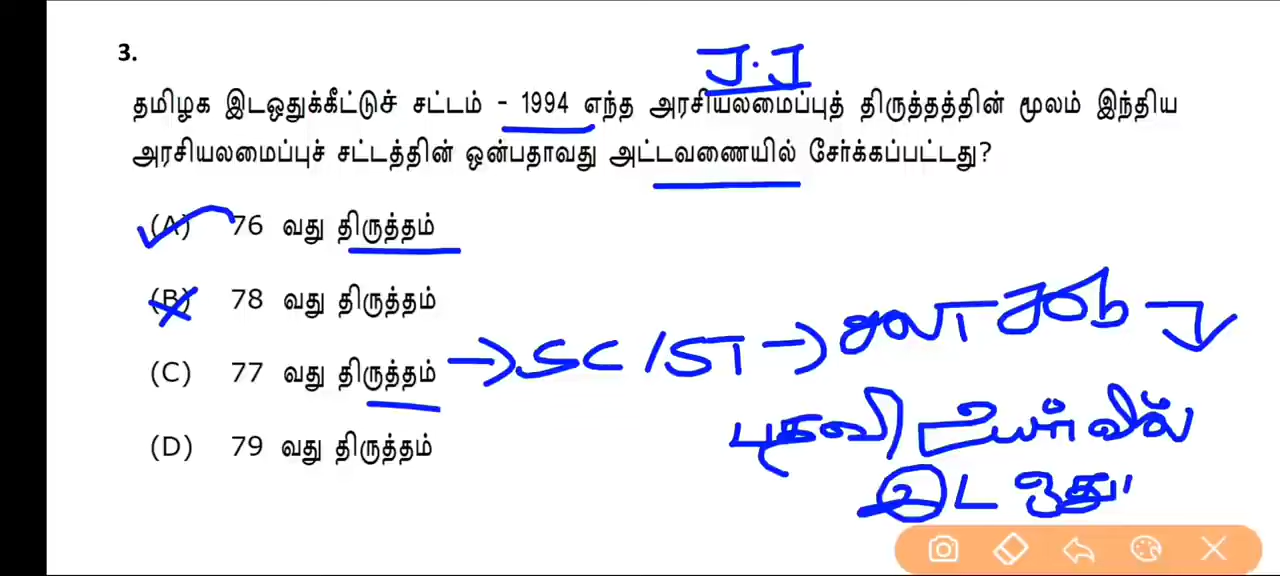 3.
J.J
தமிழக இடஒதுக்கீட்டுச் சட்டம் - 1994 எந்த அரசியலமைப்புத் திருத்தத்தின் மூலம் இந்திய
அரசியலமைப்புச் சட்டத்தின் ஒன்பதாவது அட்டவணையில் சேர்க்கப்பட்டது?
(A) 76 வது திருத்தம்
(B) 78 வது திருத்தம்
(C) 77 வது திருத்தம் → SC/ST →
உயர்வில்
இட ஒது
(D) 79 வது திருத்தம்